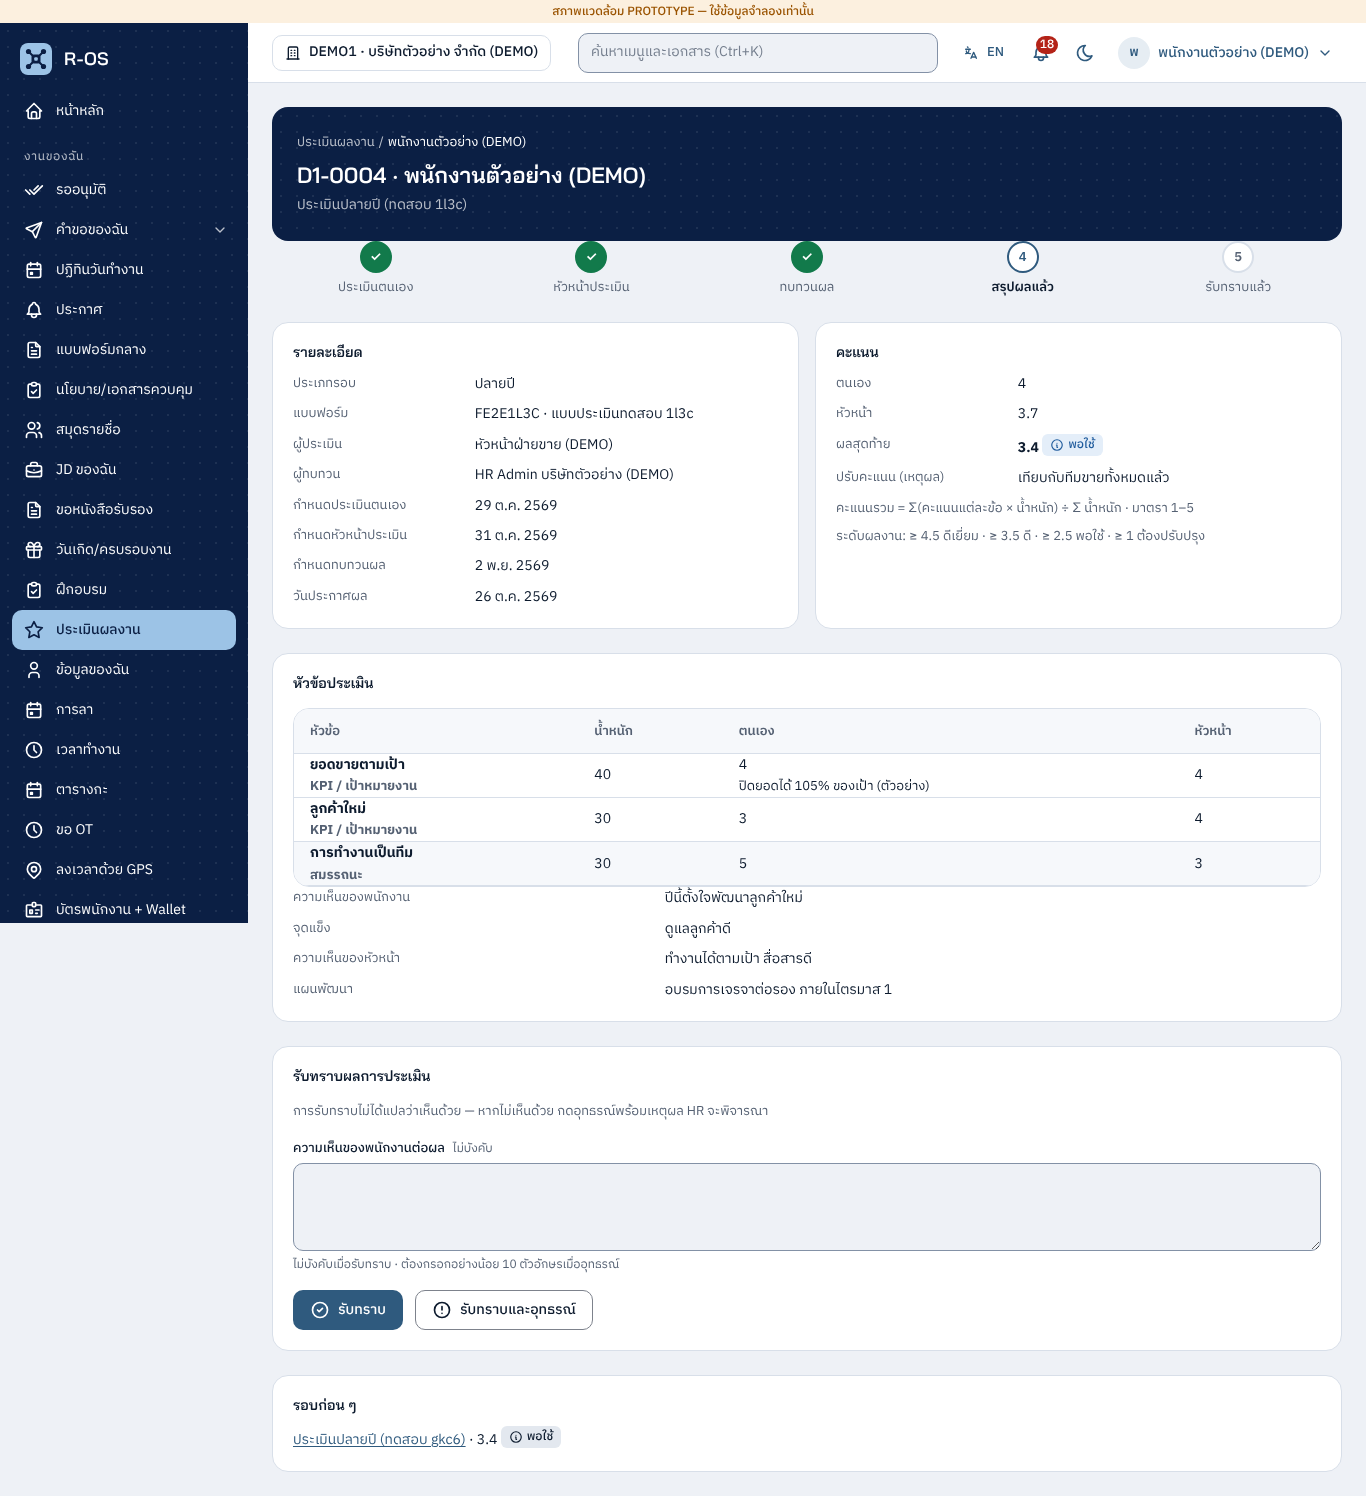 สภาพแวดล้อม PROTOTYPE — ใช้ข้อมูลจำลองเท่านั้น
R-OS
DEMO1 · บริษัทตัวอย่าง จำกัด (DEMO)
ค้นหาเมนูและเอกสาร (Ctrl+K)
EN
18
พ
พนักงานตัวอย่าง (DEMO)
หน้าหลัก
งานของฉัน
รออนุมัติ
คำขอของฉัน
ปฏิทินวันทำงาน
ประกาศ
แบบฟอร์มกลาง
นโยบาย/เอกสารควบคุม
สมุดรายชื่อ
JD ของฉัน
ขอหนังสือรับรอง
วันเกิด/ครบรอบงาน
ฝึกอบรม
ประเมินผลงาน
ข้อมูลของฉัน
การลา
เวลาทำงาน
ตารางกะ
ขอ OT
ลงเวลาด้วย GPS
บัตรพนักงาน + Wallet
ประเมินผลงาน / พนักงานตัวอย่าง (DEMO)
D1-0004 · พนักงานตัวอย่าง (DEMO)
ประเมินปลายปี (ทดสอบ 1l3c)
ประเมินตนเอง
หัวหน้าประเมิน
ทบทวนผล
4
สรุปผลแล้ว
5
รับทราบแล้ว
รายละเอียด
ประเภทรอบ ปลายปี
แบบฟอร์ม FE2E1L3C · แบบประเมินทดสอบ 1l3c
ผู้ประเมิน หัวหน้าฝ่ายขาย (DEMO)
ผู้ทบทวน HR Admin บริษัทตัวอย่าง (DEMO)
กำหนดประเมินตนเอง 29 ต.ค. 2569
กำหนดหัวหน้าประเมิน 31 ต.ค. 2569
กำหนดทบทวนผล 2 พ.ย. 2569
วันประกาศผล 26 ต.ค. 2569
คะแนน
ตนเอง 4
หัวหน้า 3.7
ผลสุดท้าย 3.4 พอใช้
ปรับคะแนน (เหตุผล) เทียบกับทีมขายทั้งหมดแล้ว
คะแนนรวม = Σ(คะแนนแต่ละข้อ × น้ำหนัก) ÷ Σ น้ำหนัก · มาตรา 1–5
ระดับผลงาน: ≥ 4.5 ดีเยี่ยม · ≥ 3.5 ดี · ≥ 2.5 พอใช้ · ≥ 1 ต้องปรับปรุง
หัวข้อประเมิน
หัวข้อ น้ำหนัก ตนเอง หัวหน้า
ยอดขายตามเป้า
KPI / เป้าหมายงาน
40
4
ปิดยอดได้ 105% ของเป้า (ตัวอย่าง)
4
ลูกค้าใหม่
KPI / เป้าหมายงาน
30
3
4
การทำงานเป็นทีม
สมรรถนะ
30
5
3
ความเห็นของพนักงาน ปีนี้ตั้งใจพัฒนาลูกค้าใหม่
จุดแข็ง ดูแลลูกค้าดี
ความเห็นของหัวหน้า ทำงานได้ตามเป้า สื่อสารดี
แผนพัฒนา อบรมการเจรจาต่อรอง ภายในไตรมาส 1
รับทราบผลการประเมิน
การรับทราบไม่ได้แปลว่าเห็นด้วย — หากไม่เห็นด้วย กดอุทธรณ์พร้อมเหตุผล HR จะพิจารณา
ความเห็นของพนักงานต่อผล ไม่บังคับ
ไม่บังคับเมื่อรับทราบ · ต้องกรอกอย่างน้อย 10 ตัวอักษรเมื่ออุทธรณ์
รับทราบ
รับทราบและอุทธรณ์
รอบก่อน ๆ
ประเมินปลายปี (ทดสอบ gkc6) · 3.4 พอใช้